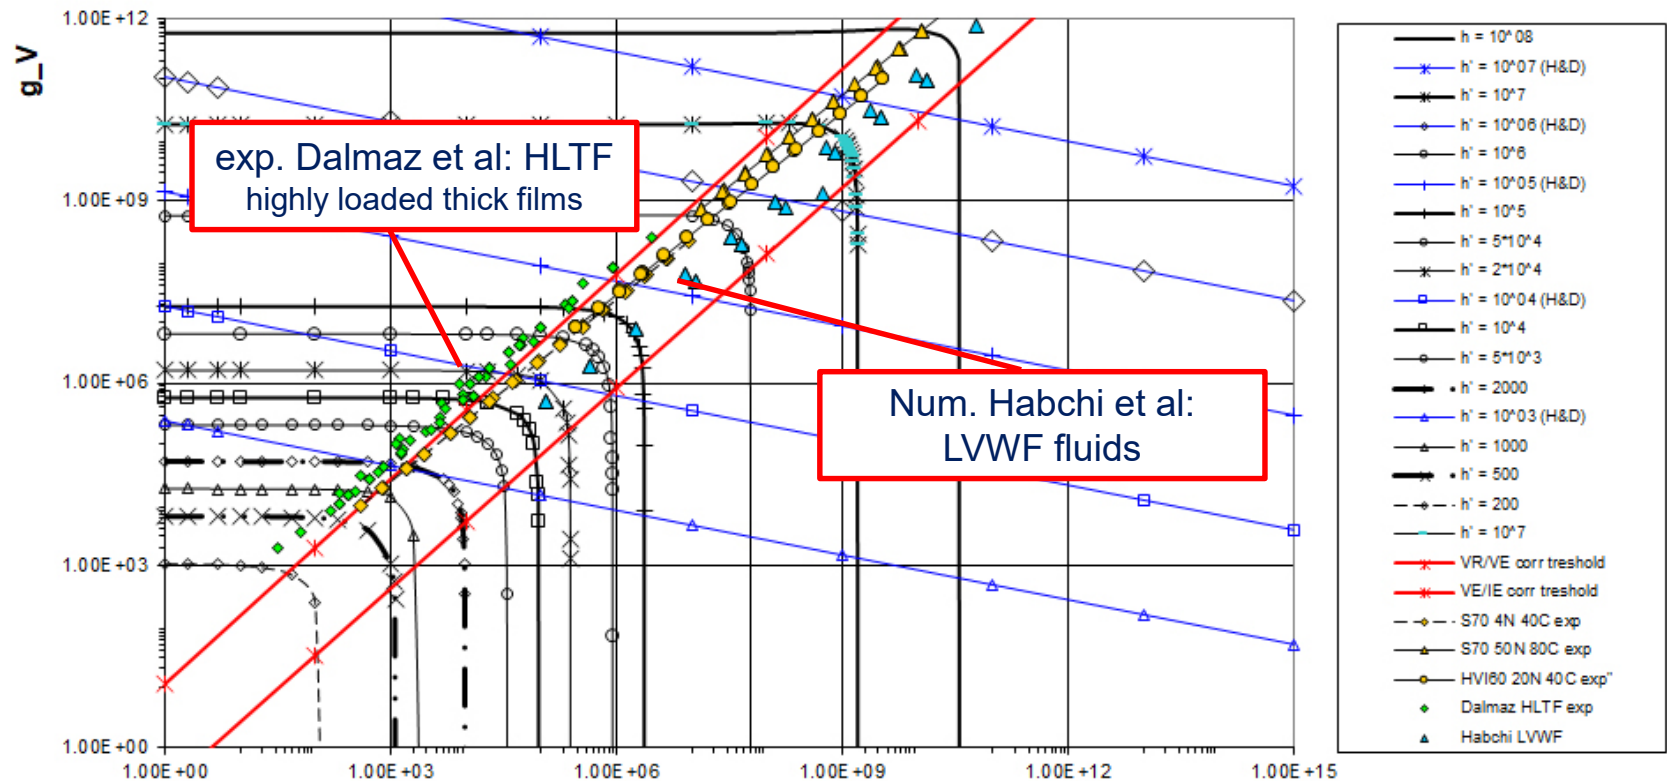 1.00E +12
g_V
1.00E +09
1.00E +06
1.00E +03
1.00E +00
1.00E +00
1.00E +03
1.00E +06
1.00E +09
1.00E +12
1.00E +15
exp. Dalmaz et al: HLTF
highly loaded thick films
Num. Habchi et al:
LVWF fluids
h = 10^08
h' = 10^07 (H&D)
h' = 10^7
h' = 10^06 (H&D)
h' = 10^6
h' = 10^05 (H&D)
h' = 10^5
h' = 5*10^4
h' = 2*10^4
h' = 10^04 (H&D)
h' = 10^4
h' = 5*10^3
h' = 2000
h' = 10^03 (H&D)
h' = 1000
h' = 500
h' = 200
h' = 10^7
VR/VE corr treshold
VE/IE corr treshold
S70 4N 40C exp
S70 50N 80C exp
HVI60 20N 40C exp"
Dalmaz HLTF exp
Habchi LVWF